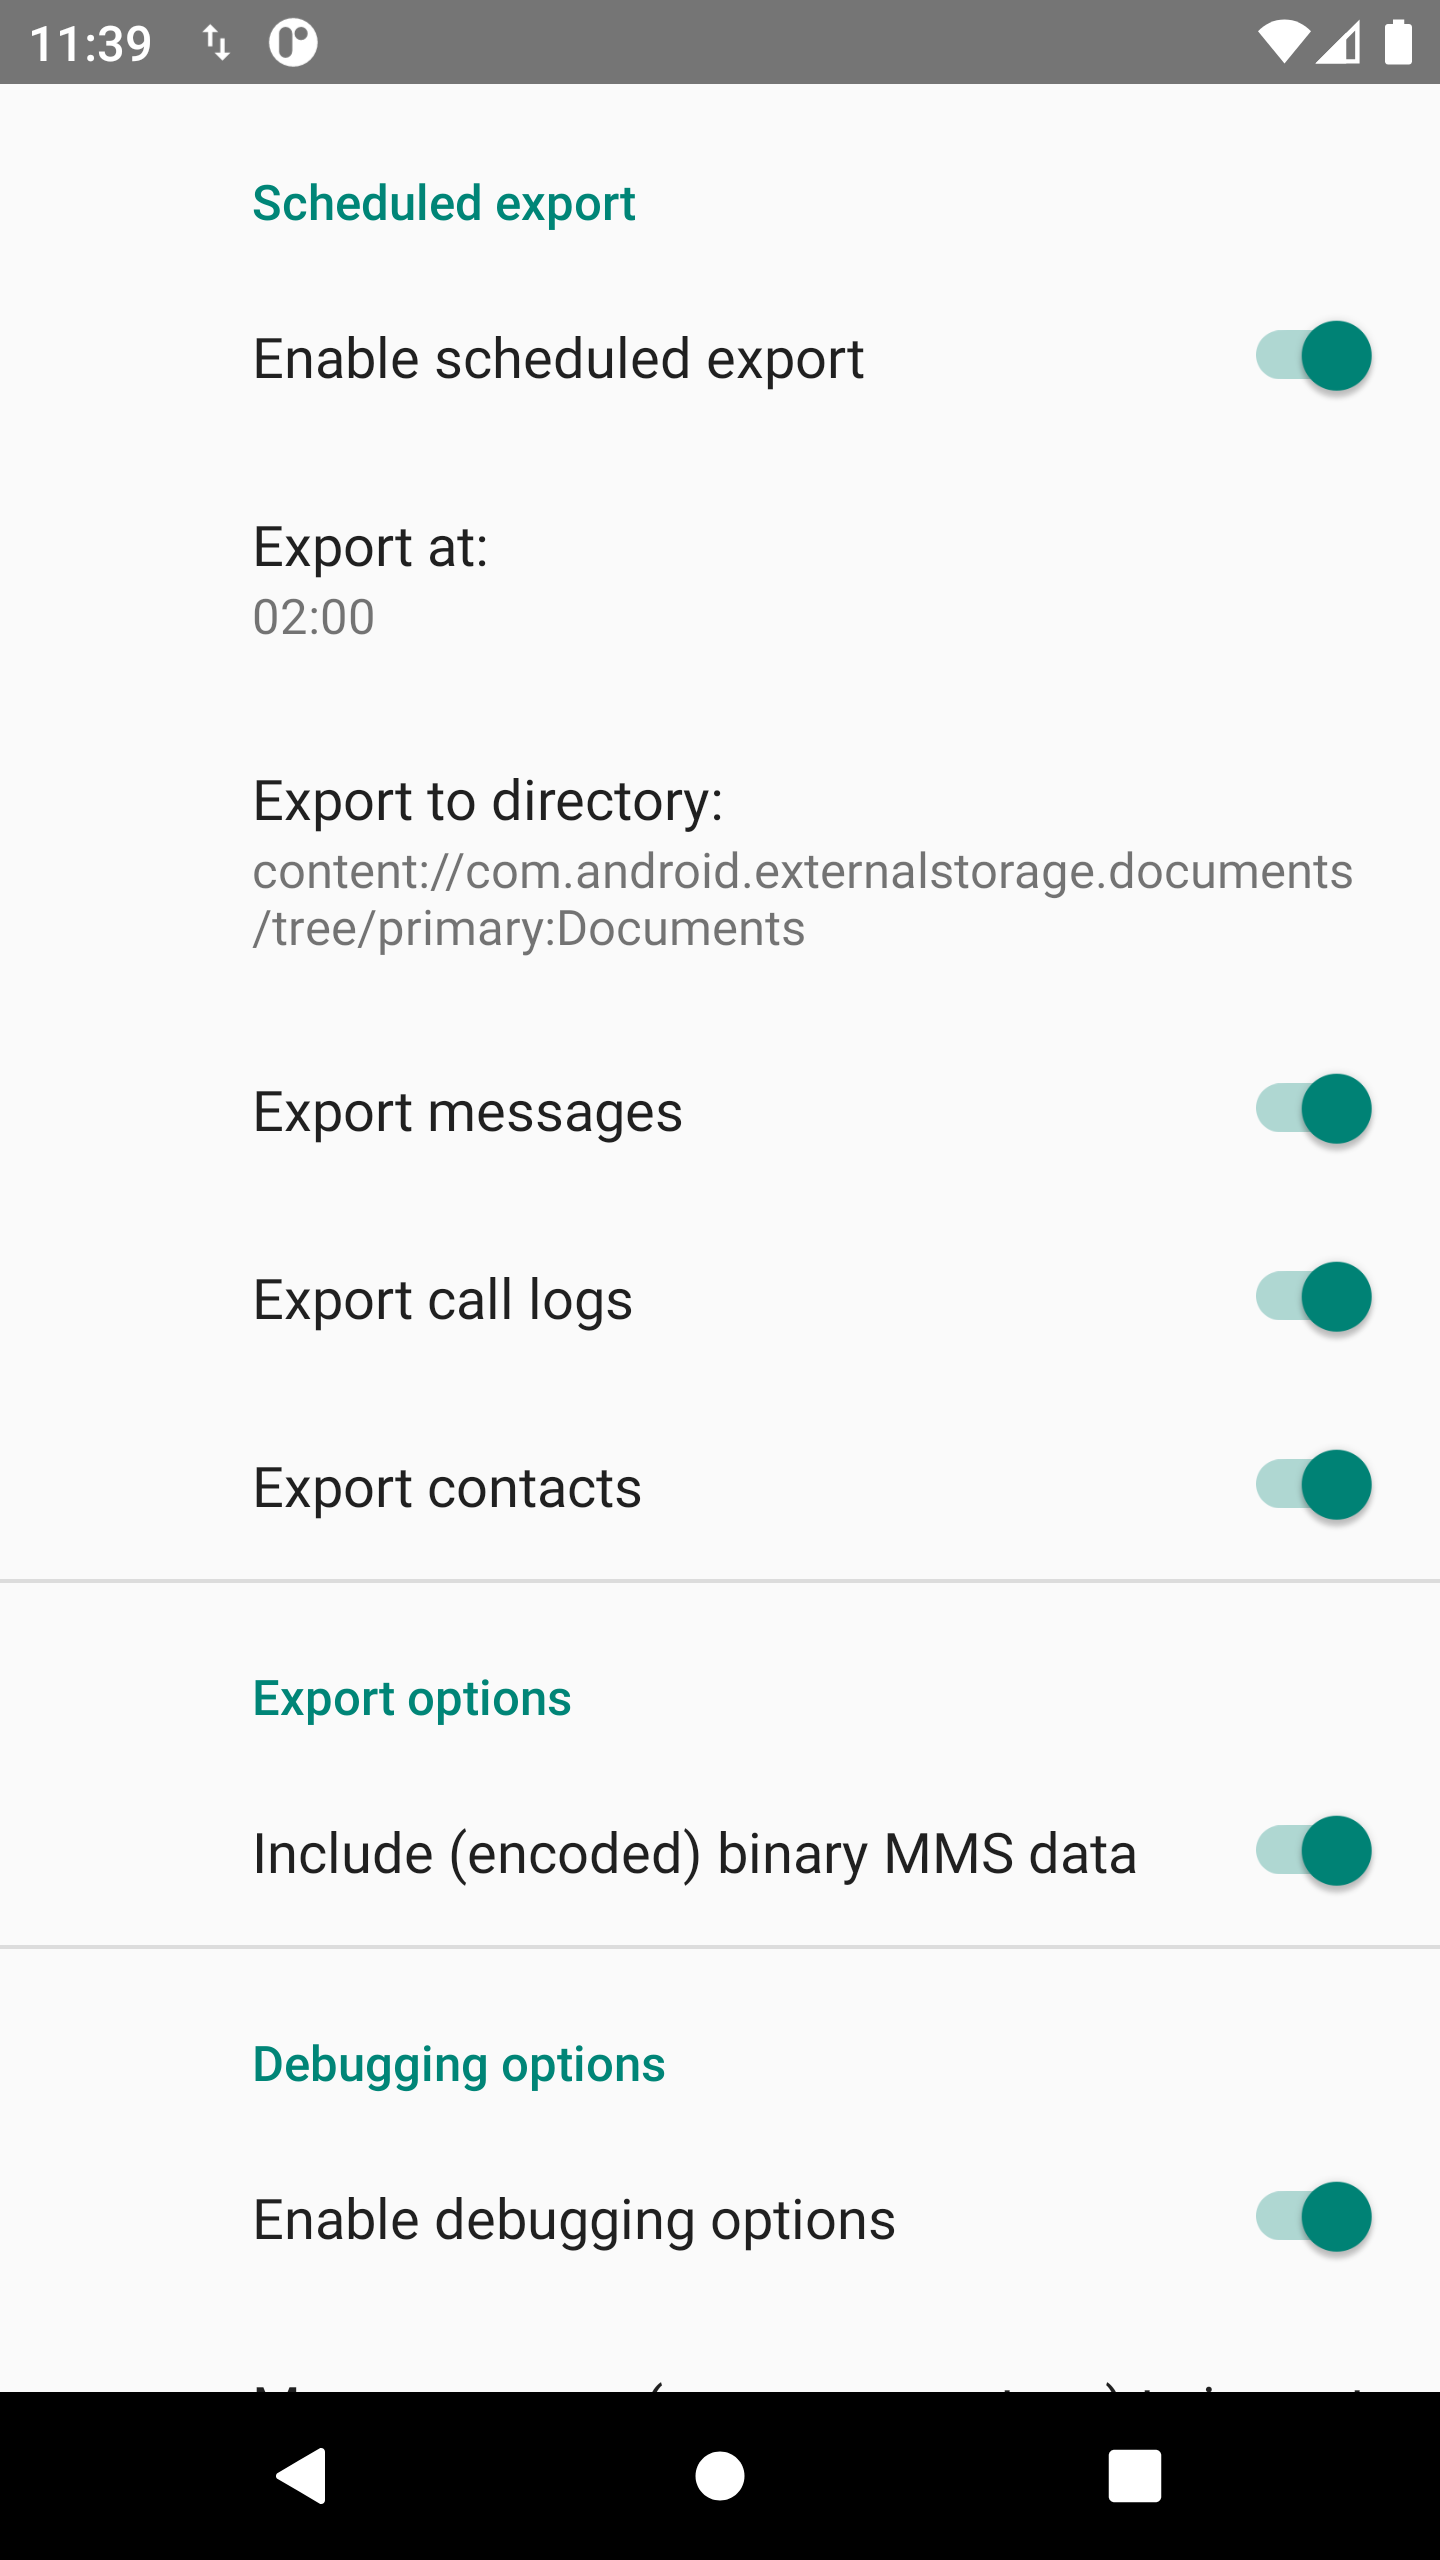 11:39
Scheduled export
Enable scheduled export
Export at:
02:00
Export to directory:
content://com.android.externalstorage.documents
/tree/primary:Documents
Export messages
Export call logs
Export contacts
Export options
Include (encoded) binary MMS data
Debugging options
Enable debugging options